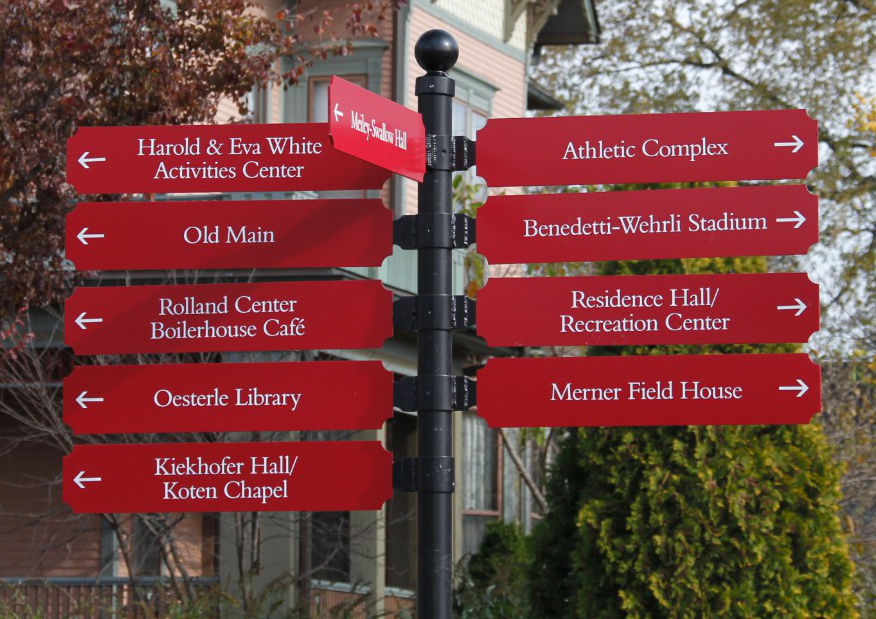 Meiley-Swallow Hall
Harold & Eva White
Activities Center
Old Main
Rolland Center
Boilerhouse Café
Oesterle Library
Kiekhofer Hall/
Koten Chapel
Athletic Complex
Benedetti-Wehrli Stadium
Residence Hall/
Recreation Center
Merner Field House